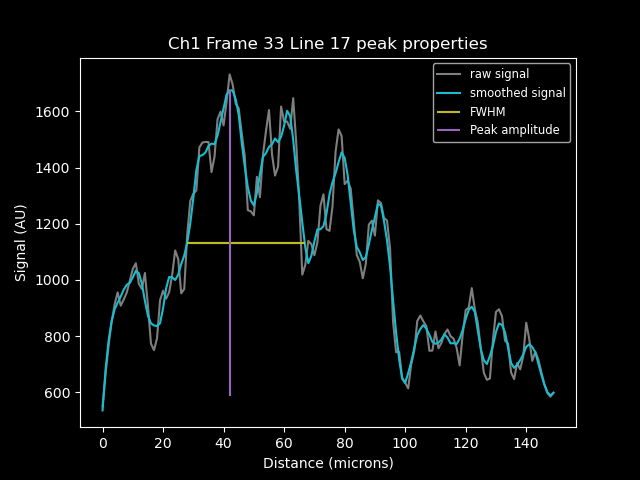 Ch1 Frame 33 Line 17 peak properties
raw signal
smoothed signal
FWHM
Peak amplitude
Signal (AU)
1600
1400
1200
1000
800
600
0 20 40 60 80 100 120 140
Distance (microns)